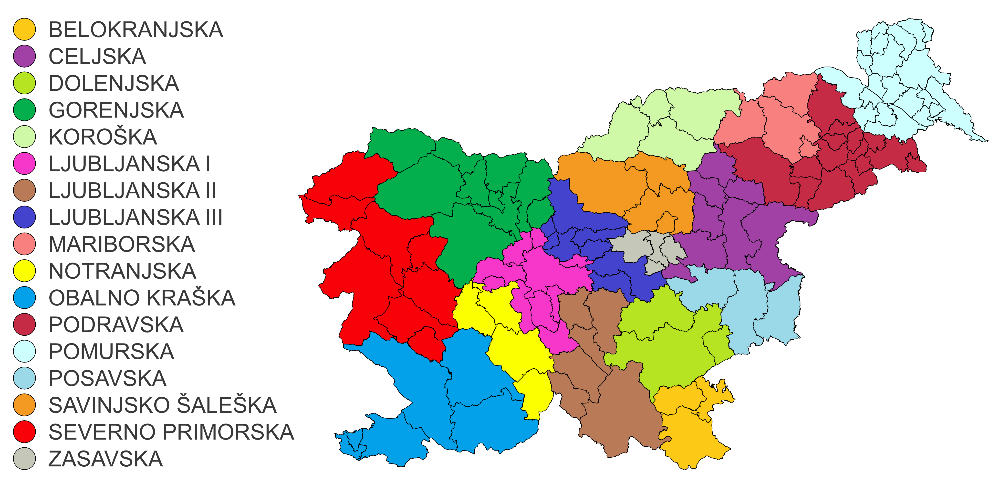 BELOKRANJSKA
CELJSKA
DOLENJSKA
GORENJSKA
KOROŠKA
LJUBLJANSKA I
LJUBLJANSKA II
LJUBLJANSKA III
MARIBORSKA
NOTRANJSKA
OBALNO KRAŠKA
PODRAVSKA
POMURSKA
POSAVSKA
SAVINJSKO ŠALEŠKA
SEVERNO PRIMORSKA
ZASAVSKA